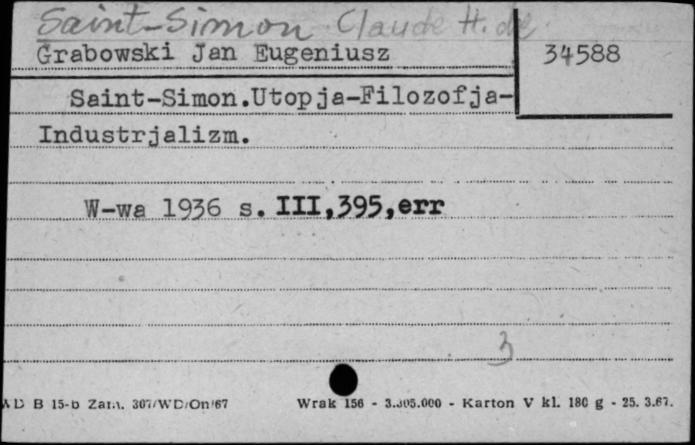 Saint-Simon Claude H. de
Grabowski Jan Eugeniusz
34588
Saint-Simon.Utopja-Filozofja-
Industrjalizm.
W-wa 1936 s. III,395,err
3
WD B 15-b Zam. 307/WD/On/67 Wrak 156 - 3.305.000 - Karton V kl. 180 g - 25. 3.67.